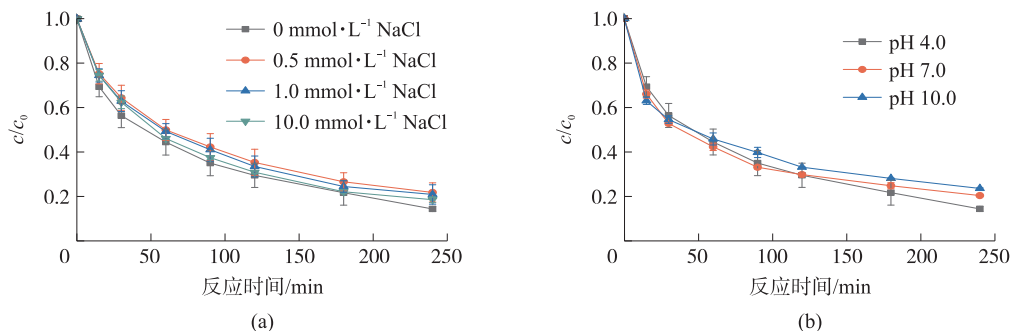 1.0
0.8
0.6
0.4
0.2
0
c/c₀
0 mmol·L⁻¹ NaCl
0.5 mmol·L⁻¹ NaCl
1.0 mmol·L⁻¹ NaCl
10.0 mmol·L⁻¹ NaCl
50 100 150 200 250
反应时间/min
(a)
1.0
0.8
0.6
0.4
0.2
0
c/c₀
pH 4.0
pH 7.0
pH 10.0
50 100 150 200 250
反应时间/min
(b)